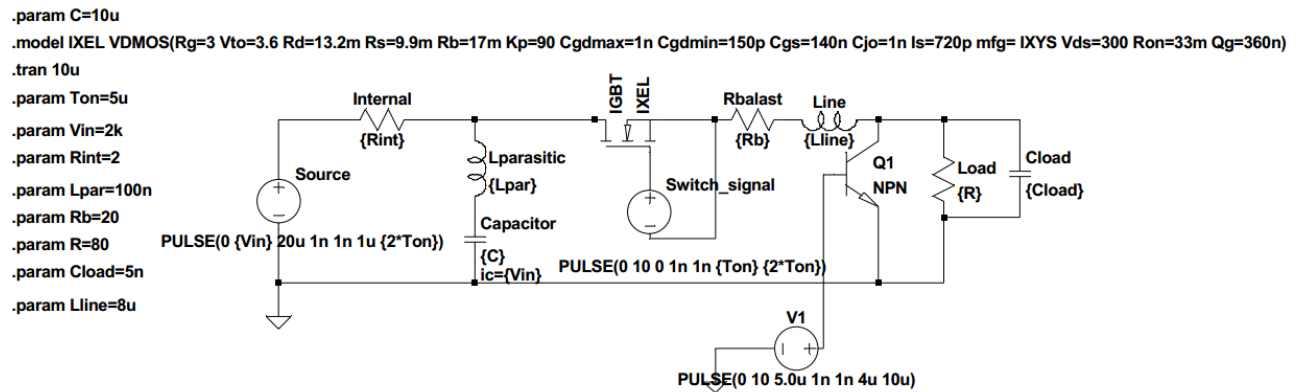 .param C=10u
.model IXEL VDMOS(Rg=3 Vto=3.6 Rd=13.2m Rs=9.9m Rb=17m Kp=90 Cgdmax=1n Cgdmin=150p Cgs=140n Cjo=1n Is=720p mfg= IXYS Vds=300 Ron=33m Qg=360n)
.tran 10u
.param Ton=5u
.param Vin=2k
.param Rint=2
.param Lpar=100n
.param Rb=20
.param R=80
.param Cload=5n
.param Lline=8u
Internal
{Rint}
Source
PULSE(0 {Vin} 20u 1n 1n 1u {2*Ton})
Lparasitic
{Lpar}
Capacitor
{C}
ic={Vin}
IGBT
IXEL
Switch_signal
PULSE(0 10 0 1n 1n {Ton} {2*Ton})
Rbalast
{Rb}
Line
{Lline}
Q1
NPN
Load
{R}
Cload
{Cload}
V1
PULSE(0 10 5.0u 1n 1n 4u 10u)